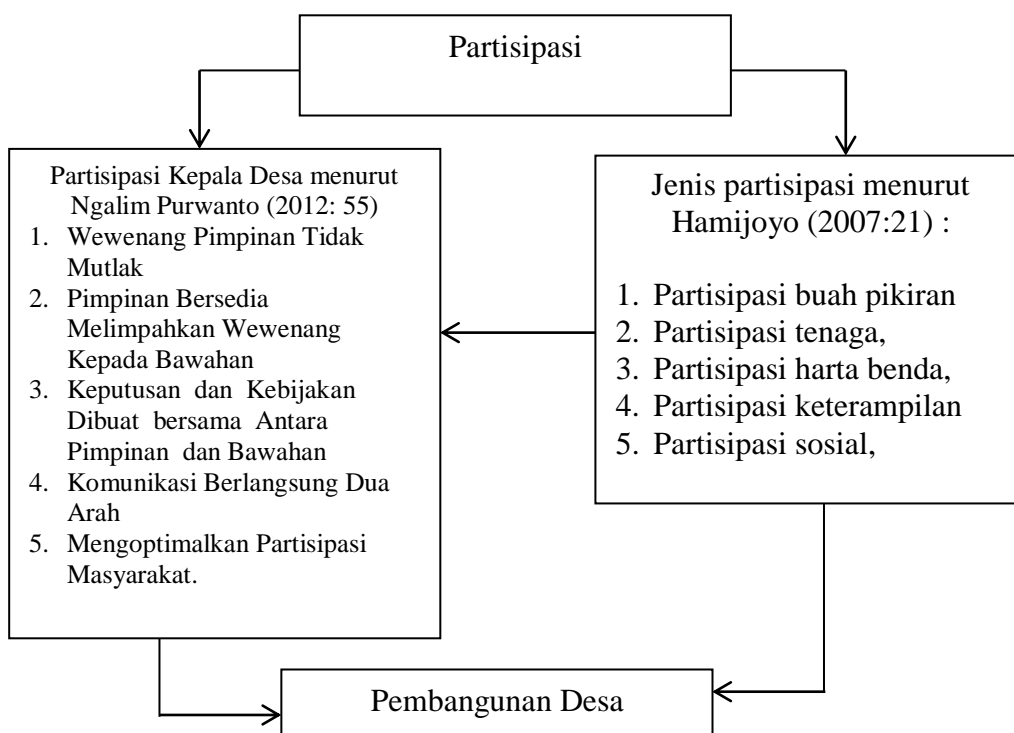 Partisipasi
Partisipasi Kepala Desa menurut
Ngalim Purwanto (2012: 55)
1. Wewenang Pimpinan Tidak
Mutlak
2. Pimpinan Bersedia
Melimpahkan Wewenang
Kepada Bawahan
3. Keputusan dan Kebijakan
Dibuat bersama Antara
Pimpinan dan Bawahan
4. Komunikasi Berlangsung Dua
Arah
5. Mengoptimalkan Partisipasi
Masyarakat.
Jenis partisipasi menurut
Hamijoyo (2007:21) :
1. Partisipasi buah pikiran
2. Partisipasi tenaga,
3. Partisipasi harta benda,
4. Partisipasi keterampilan
5. Partisipasi sosial,
Pembangunan Desa